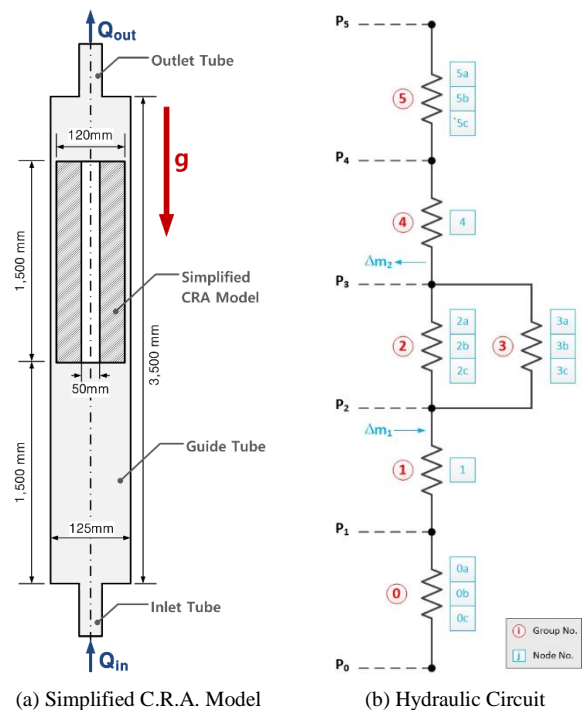 Q_out
Outlet Tube
120mm
g
1,500 mm
Simplified
CRA Model
3,500 mm
50mm
Guide Tube
1,500 mm
125mm
Inlet Tube
Q_in
(a) Simplified C.R.A. Model
P₅
5
5a
5b
'5c
P₄
4
4
Δm₂
P₃
2
2a
2b
2c
3
3a
3b
3c
P₂
Δm₁
1
1
P₁
0
0a
0b
0c
P₀
i Group No.
j Node No.
(b) Hydraulic Circuit